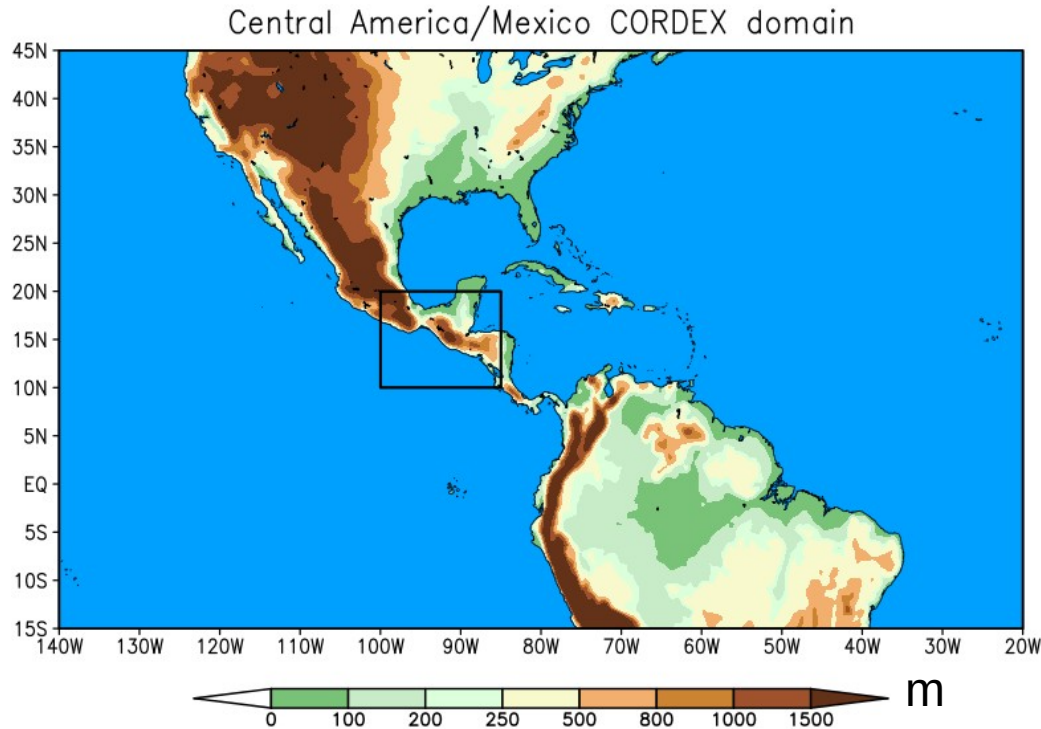 Central America/Mexico CORDEX domain
45N
40N
35N
30N
25N
20N
15N
10N
5N
EQ
5S
10S
15S
140W 130W 120W 110W 100W 90W 80W 70W 60W 50W 40W 30W 20W
m
0 100 200 250 500 800 1000 1500